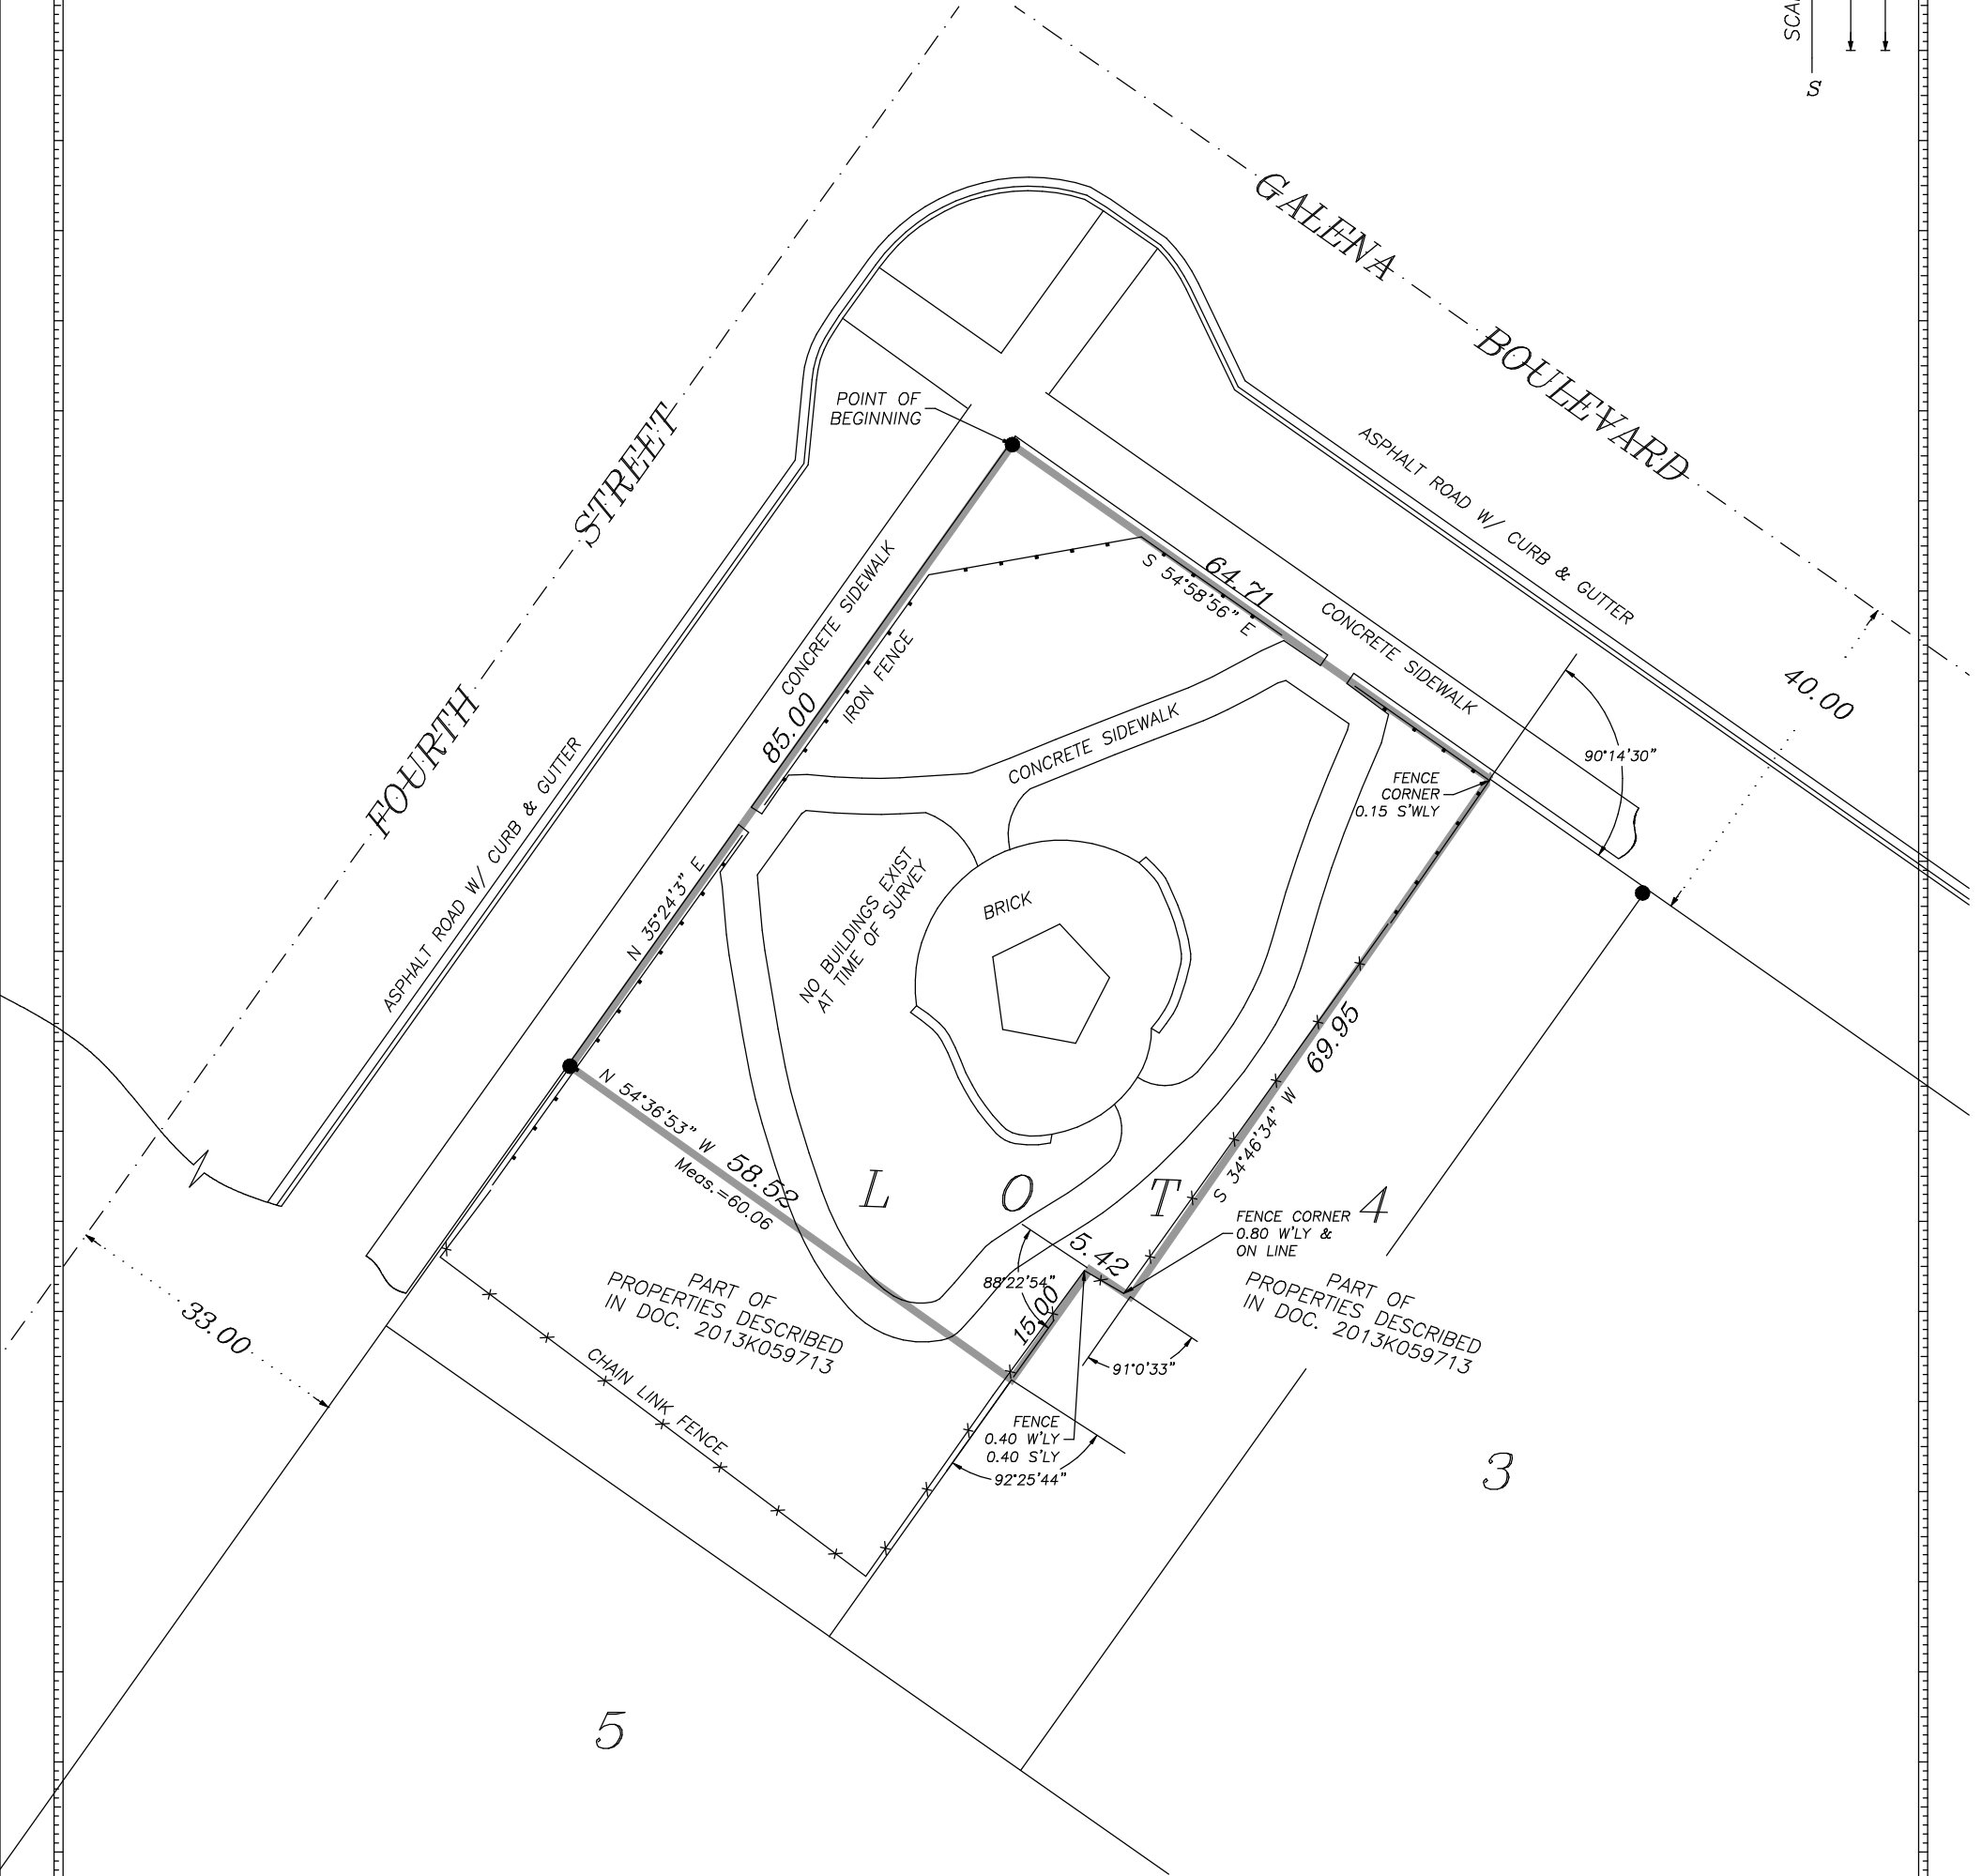 SCA
S
GALENA
BOULEVARD
FOURTH
STREET
POINT OF
BEGINNING
ASPHALT ROAD W/ CURB & GUTTER
64.71
S 54°58'56" E
CONCRETE SIDEWALK
CONCRETE SIDEWALK
IRON FENCE
85.00
N 35°24'3" E
ASPHALT ROAD W/ CURB & GUTTER
CONCRETE SIDEWALK
40.00
90°14'30"
FENCE
CORNER
0.15 S'WLY
NO BUILDINGS EXIST
AT TIME OF SURVEY
BRICK
69.95
S 34°46'34" W
N 54°36'53" W
58.52
Meas.=60.06
L O T 4
FENCE CORNER
0.80 W'LY &
ON LINE
5.42
88°22'54"
15.00
91°0'33"
PART OF
PROPERTIES DESCRIBED
IN DOC. 2013K059713
PART OF
PROPERTIES DESCRIBED
IN DOC. 2013K059713
33.00
CHAIN LINK FENCE
FENCE
0.40 W'LY
0.40 S'LY
92°25'44"
3
5